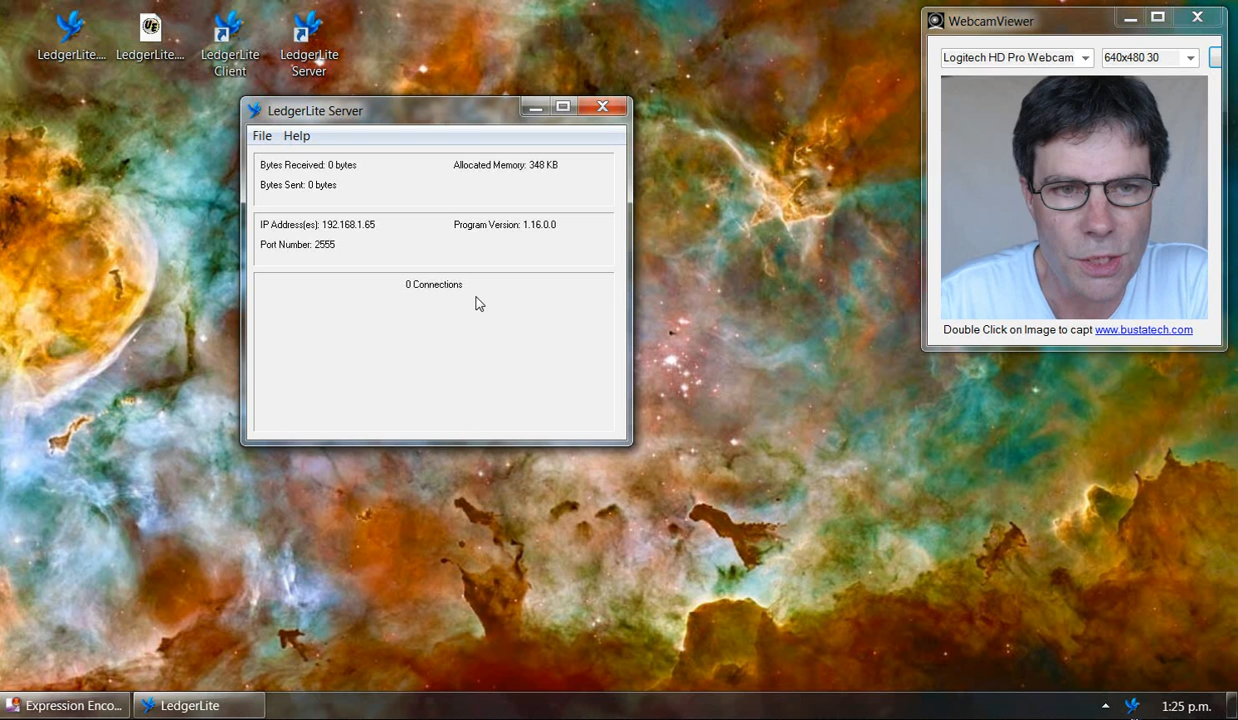 LedgerLite....
LedgerLite....
LedgerLite
Client
LedgerLite
Server
UE
LedgerLite Server
File Help
Bytes Received: 0 bytes
Allocated Memory: 348 KB
Bytes Sent: 0 bytes
IP Address(es): 192.168.1.65
Program Version: 1.16.0.0
Port Number: 2555
0 Connections
WebcamViewer
Logitech HD Pro Webcam
640x480 30
Double Click on Image to capt www.bustatech.com
Expression Enco...
LedgerLite
1:25 p.m.